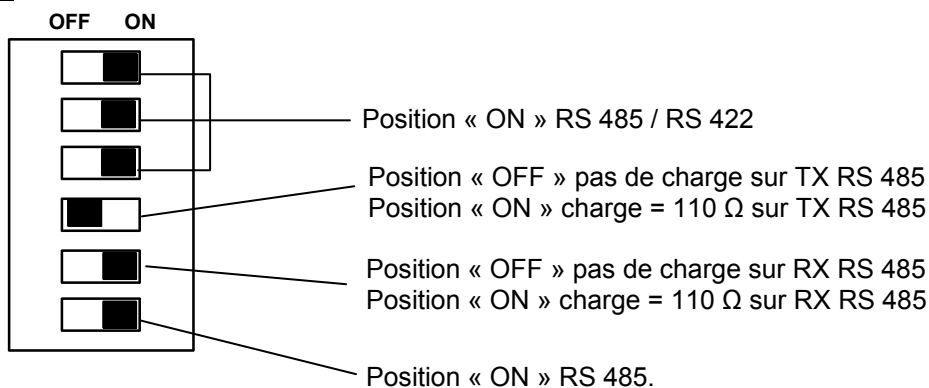 OFF ON
Position « ON » RS 485 / RS 422
Position « OFF » pas de charge sur TX RS 485
Position « ON » charge = 110 Ω sur TX RS 485
Position « OFF » pas de charge sur RX RS 485
Position « ON » charge = 110 Ω sur RX RS 485
Position « ON » RS 485.